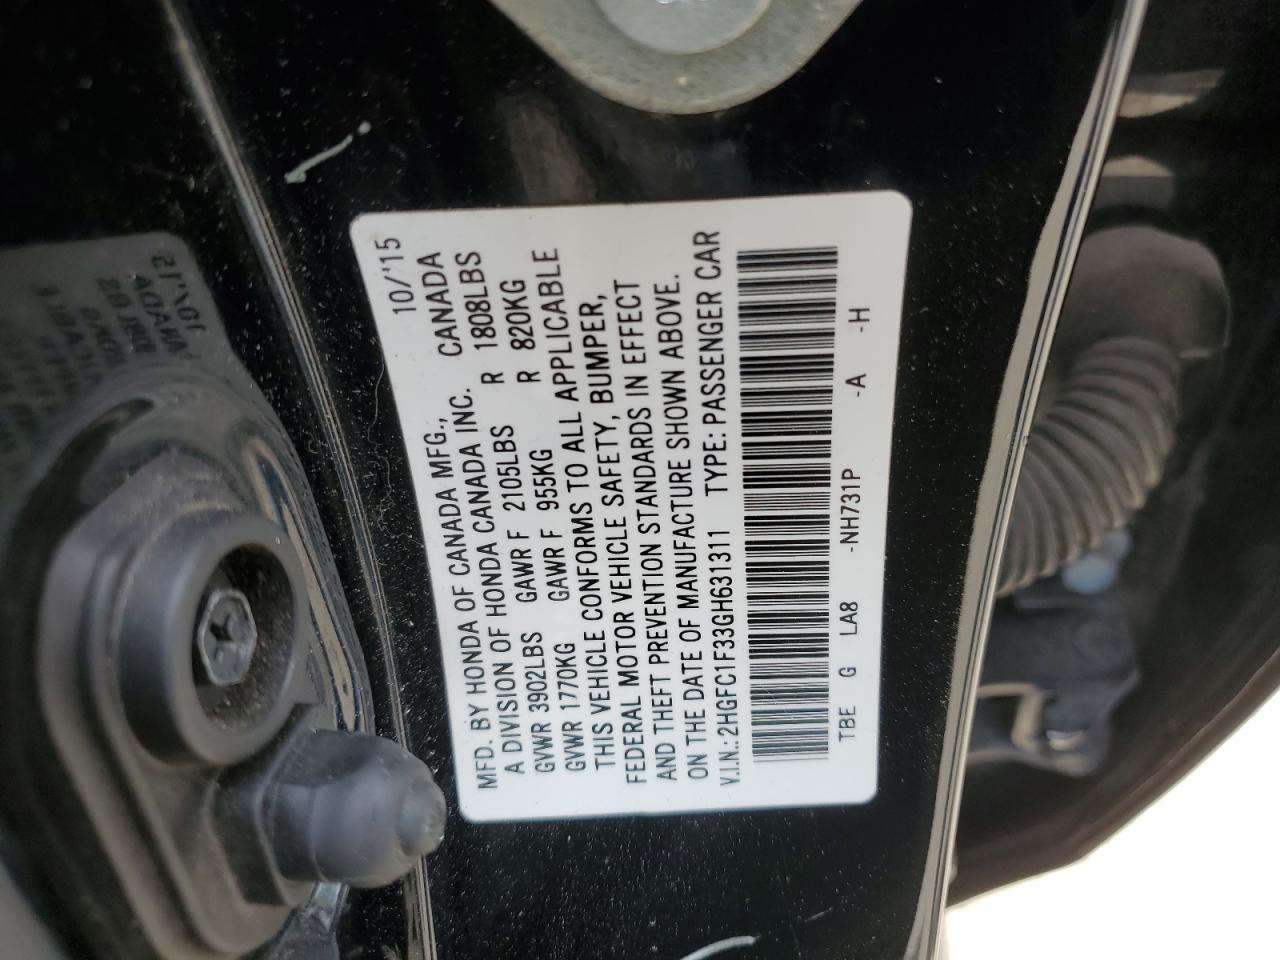 MFD. BY HONDA OF CANADA MFG., 10/'15
A DIVISION OF HONDA CANADA INC. CANADA
GVWR 3902LBS GAWR F 2105LBS R 1808LBS
GVWR 1770KG GAWR F 955KG R 820KG
THIS VEHICLE CONFORMS TO ALL APPLICABLE
FEDERAL MOTOR VEHICLE SAFETY, BUMPER,
AND THEFT PREVENTION STANDARDS IN EFFECT
ON THE DATE OF MANUFACTURE SHOWN ABOVE.
V.I.N.: 2HGFC1F33GH631311 TYPE: PASSENGER CAR
TBE G LA8 -NH731P -A -H